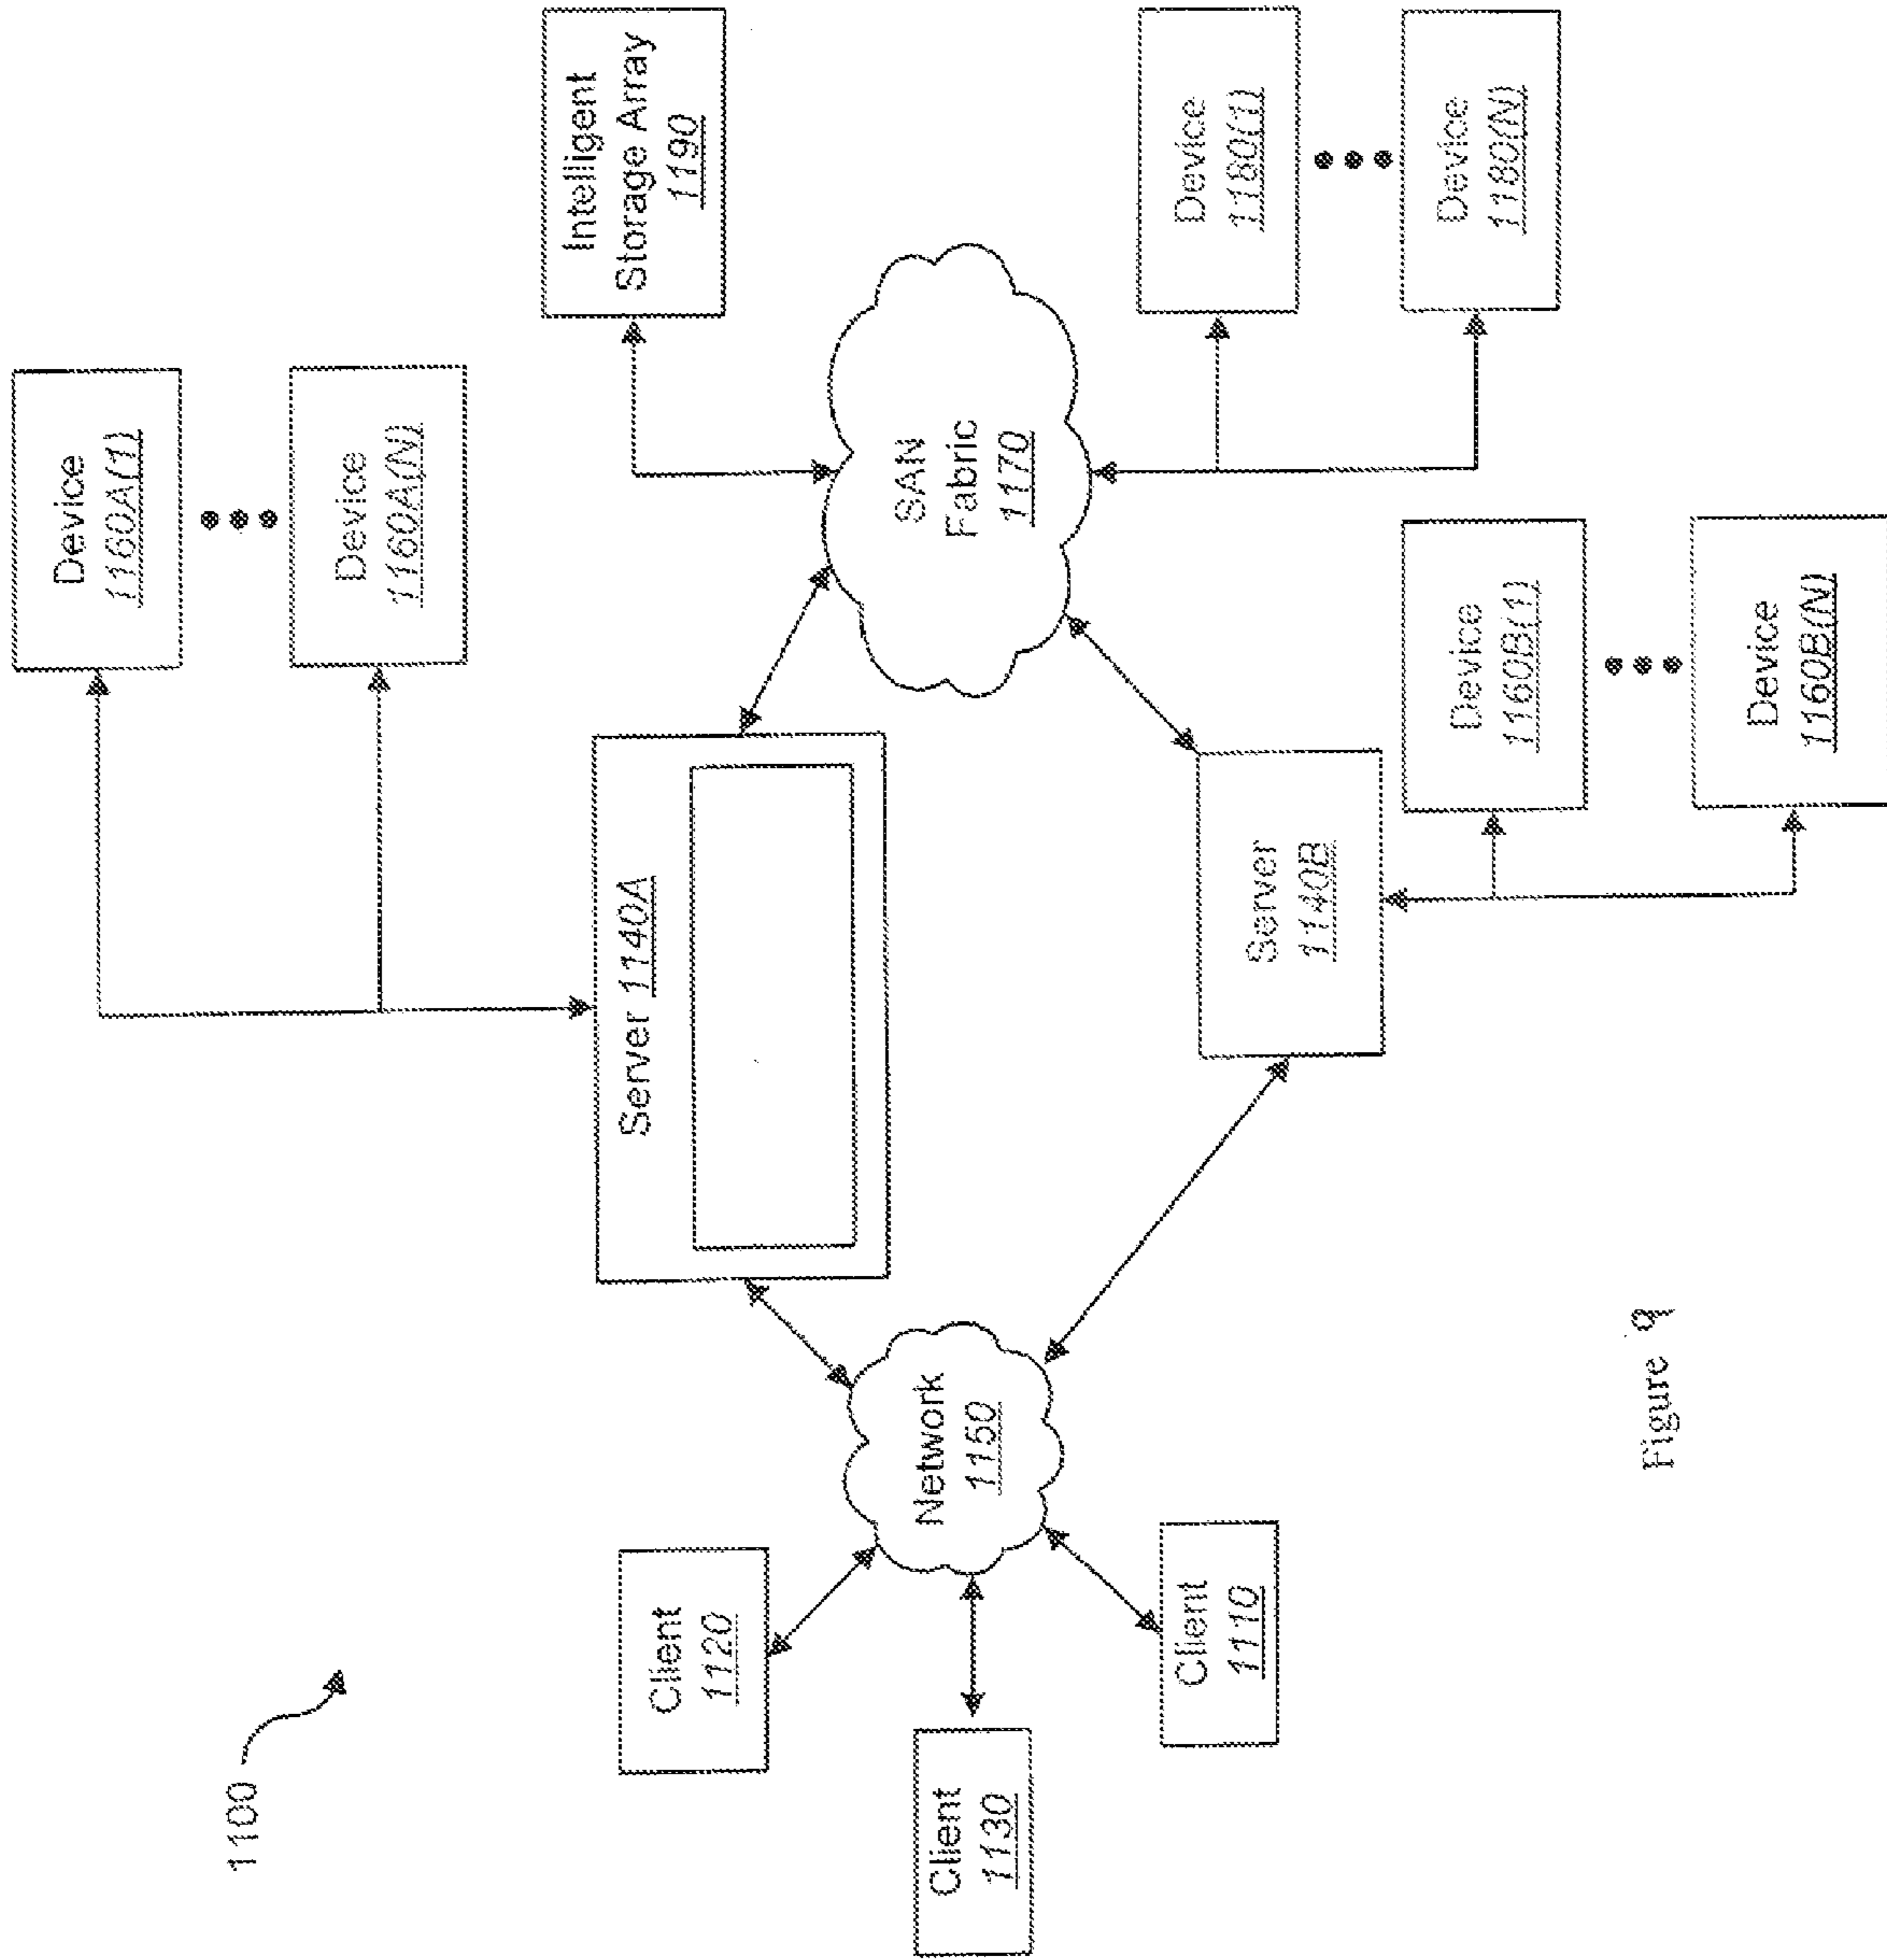 1100
Client
1120
Client
1130
Client
1110
Network
1150
Server 1140A
Server
1140B
Device
1160A(1)
Device
1160A(N)
SAN
Fabric
1170
Intelligent
Storage Array
1190
Device
1180(1)
Device
1180(N)
Device
1160B(1)
Device
1160B(N)
Figure 9